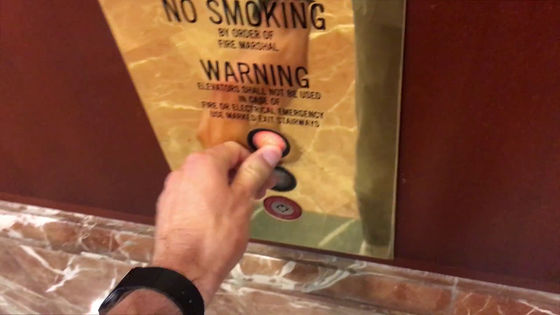 NO SMOKING
BY ORDER OF
FIRE MARSHAL
WARNING
ELEVATORS SHALL NOT BE USED
IN CASE OF
FIRE OR ELECTRICAL EMERGENCY
USE MARKED EXIT STAIRWAYS